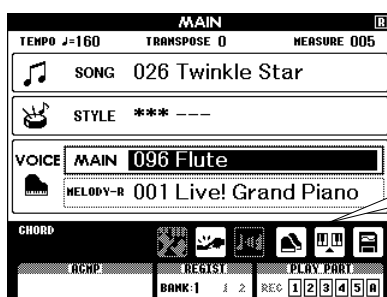 MAIN R
TEMPO ♩=160 TRANSPOSE 0 MEASURE 005
SONG 026 Twinkle Star
STYLE *** ---
VOICE MAIN 096 Flute
MELODY-R 001 Live! Grand Piano
CHORD
ACMP REGIST PLAY PART
BANK:1 1 2 REC 1 2 3 4 5 A